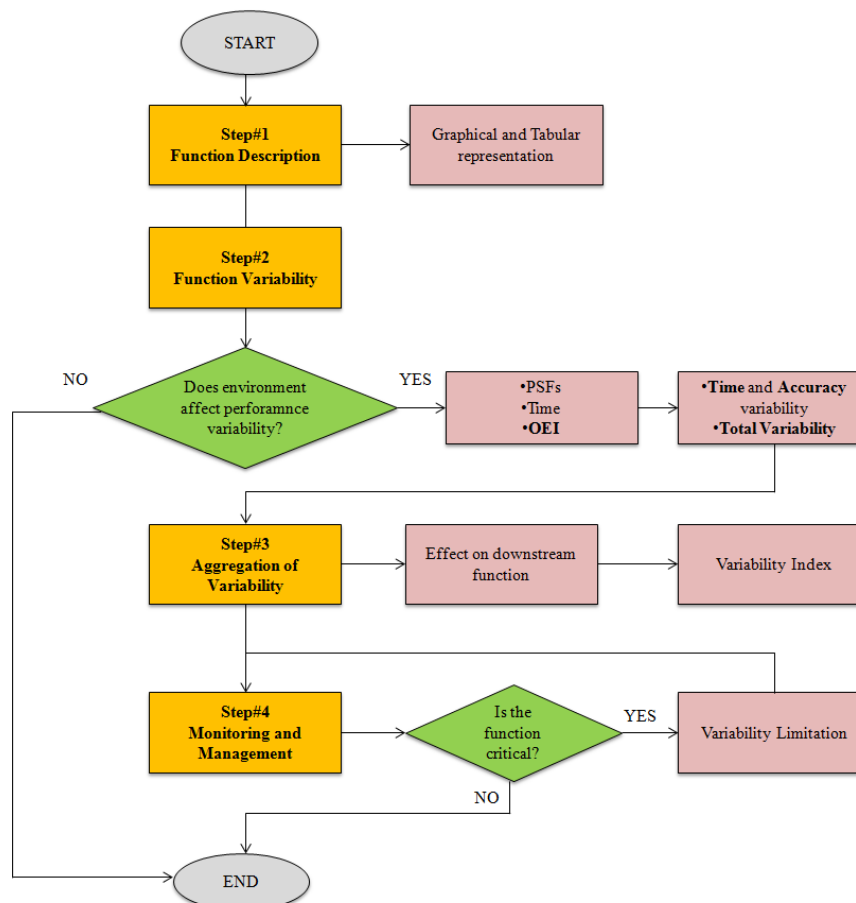 START
Step#1
Function Description
Graphical and Tabular
representation
Step#2
Function Variability
NO
Does environment
affect perforamnce
variability?
YES
•PSFs
•Time
•OEI
•Time and Accuracy
variability
•Total Variability
Step#3
Aggregation of
Variability
Effect on downstream
function
Variability Index
Step#4
Monitoring and
Management
Is the
function
critical?
YES
Variability Limitation
NO
END